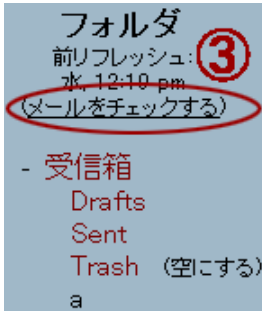 フォルダ
前リフレッシュ:
③
水, 12:10 pm
(メールをチェックする)
- 受信箱
Drafts
Sent
Trash (空にする)
a